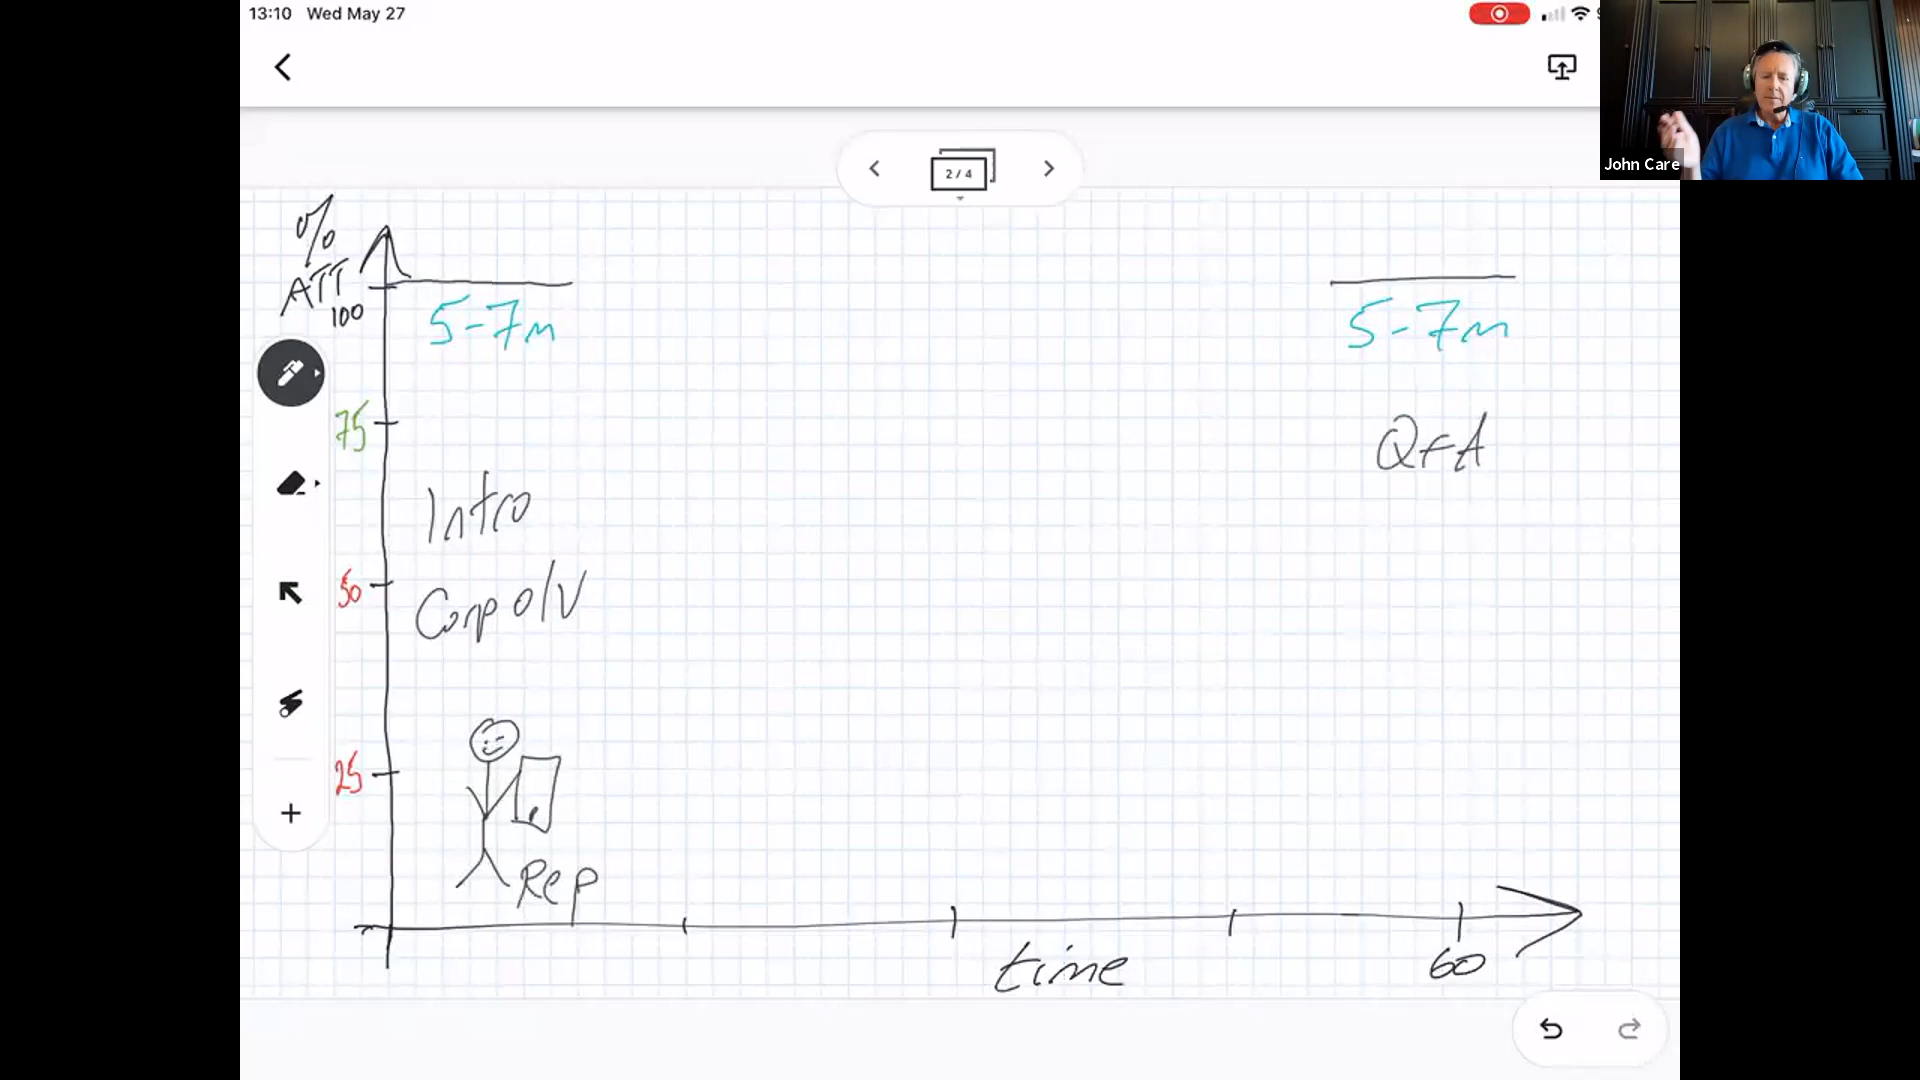 13:10 Wed May 27
John Care
2 / 4
%
ATT
100
5-7m
5-7m
75
Q+A
Intro
50
Corp o/v
25
Rep
time
60